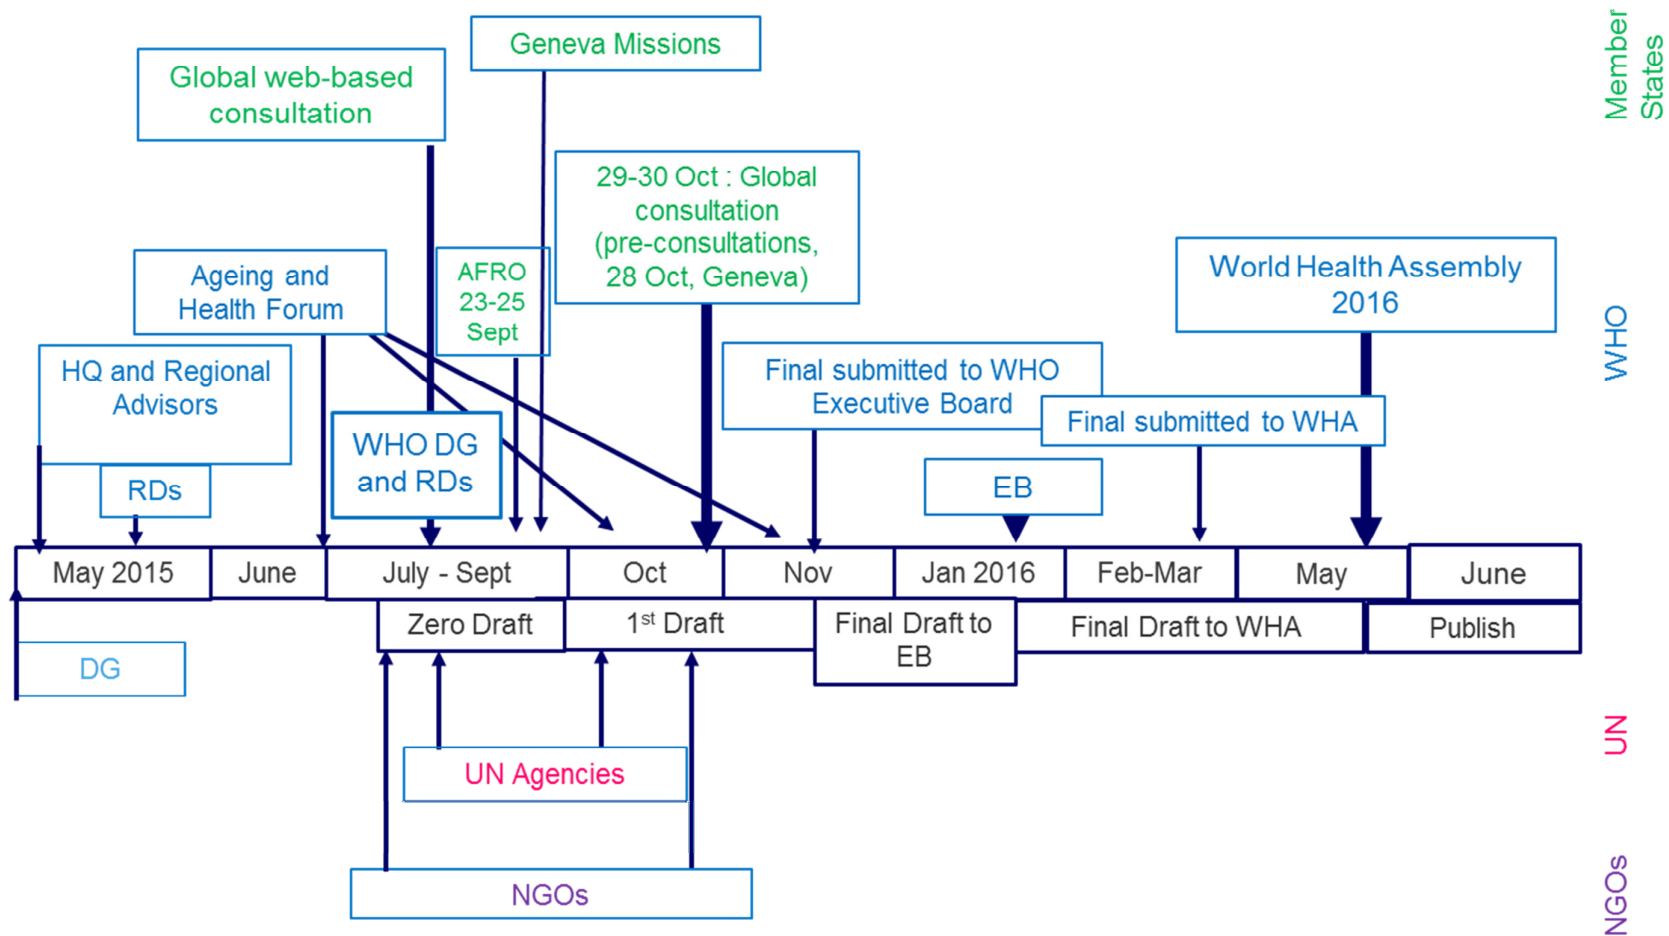 Geneva Missions
Member
States
Global web-based
consultation
29-30 Oct : Global
consultation
(pre-consultations,
28 Oct, Geneva)
Ageing and
Health Forum
AFRO
23-25
Sept
World Health Assembly
2016
WHO
HQ and Regional
Advisors
Final submitted to WHO
Executive Board
Final submitted to WHA
WHO DG
and RDs
RDs
EB
May 2015
June
July - Sept
Oct
Nov
Jan 2016
Feb-Mar
May
June
Zero Draft
1st Draft
Final Draft to
EB
Final Draft to WHA
Publish
DG
UN
UN Agencies
NGOs
NGOs